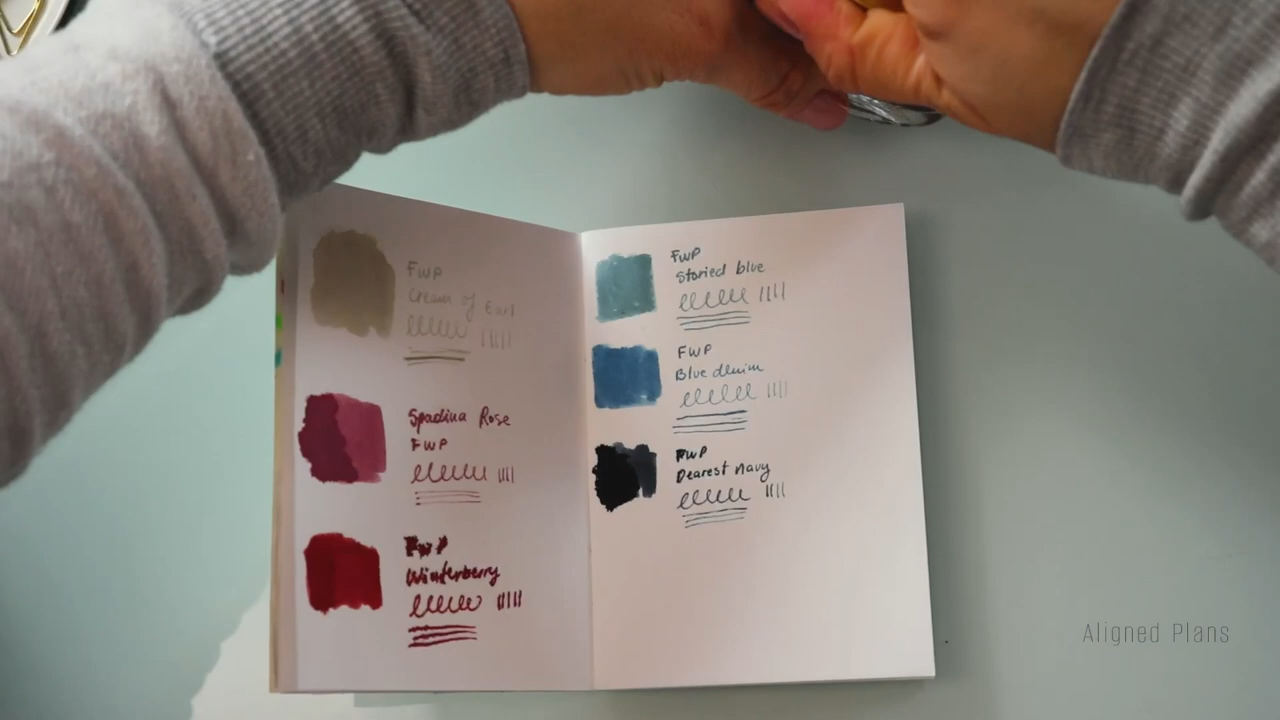 FWP
Cream of Earl
Spadina Rose
FWP
FWP
Winterberry
FWP
Storied blue
FWP
Blue denim
FWP
Dearest navy
Aligned Plans